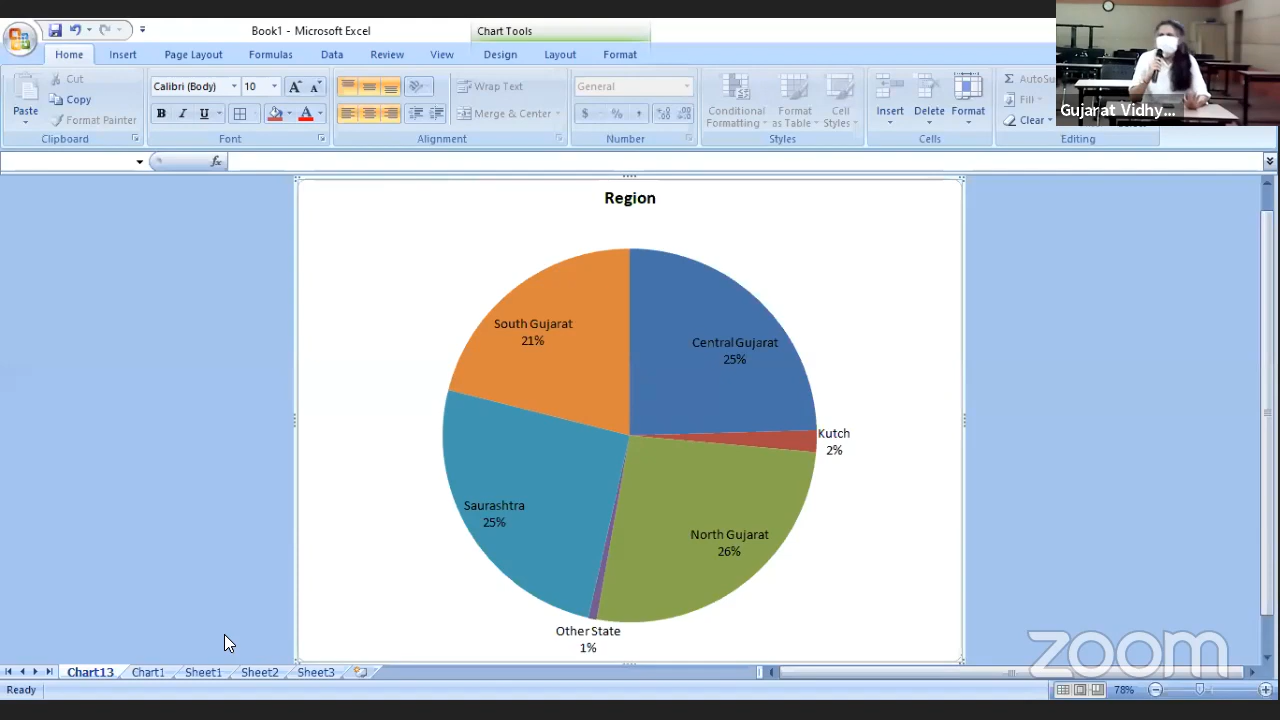 Book1 - Microsoft Excel
Chart Tools
Home Insert Page Layout Formulas Data Review View Design Layout Format
Cut
Calibri (Body) 10
Wrap Text
General
Paste
Copy
Format Painter
B I U
Merge & Center
$ % ,
Conditional Formatting
Format as Table
Cell Styles
Insert
Delete
Format
Fill
Clear
Clipboard
Font
Alignment
Number
Styles
Cells
Editing
Gujarat Vidhy...
fx
Region
South Gujarat
21%
Central Gujarat
25%
Kutch
2%
Saurashtra
25%
North Gujarat
26%
Other State
1%
zoom
Chart13 Chart1 Sheet1 Sheet2 Sheet3
Ready
78%